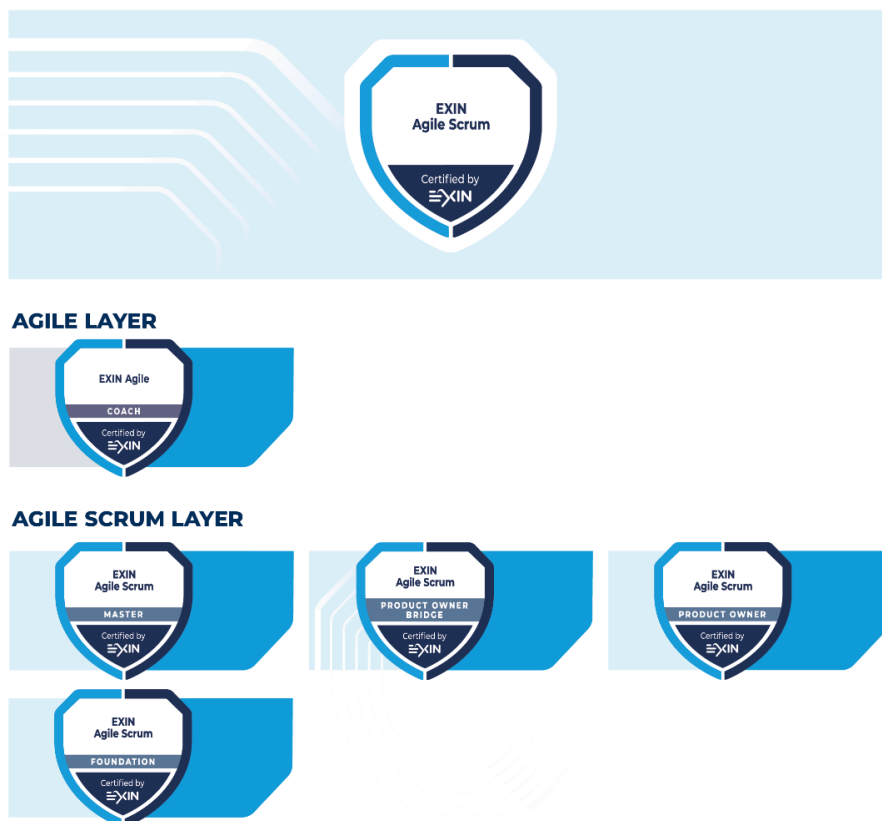 EXIN
Agile Scrum
Certified by
EXIN
AGILE LAYER
EXIN Agile
COACH
Certified by
EXIN
AGILE SCRUM LAYER
EXIN
Agile Scrum
MASTER
Certified by
EXIN
EXIN
Agile Scrum
PRODUCT OWNER
BRIDGE
Certified by
EXIN
EXIN
Agile Scrum
PRODUCT OWNER
Certified by
EXIN
EXIN
Agile Scrum
FOUNDATION
Certified by
EXIN